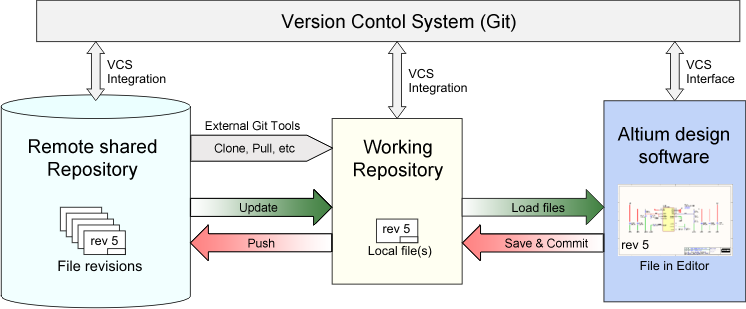 Version Contol System (Git)
VCS
Integration
VCS
Integration
VCS
Interface
Remote shared
Repository
rev 5
File revisions
External Git Tools
Clone, Pull, etc
Update
Push
Working
Repository
rev 5
Local file(s)
Load files
Save & Commit
Altium design
software
rev 5
File in Editor